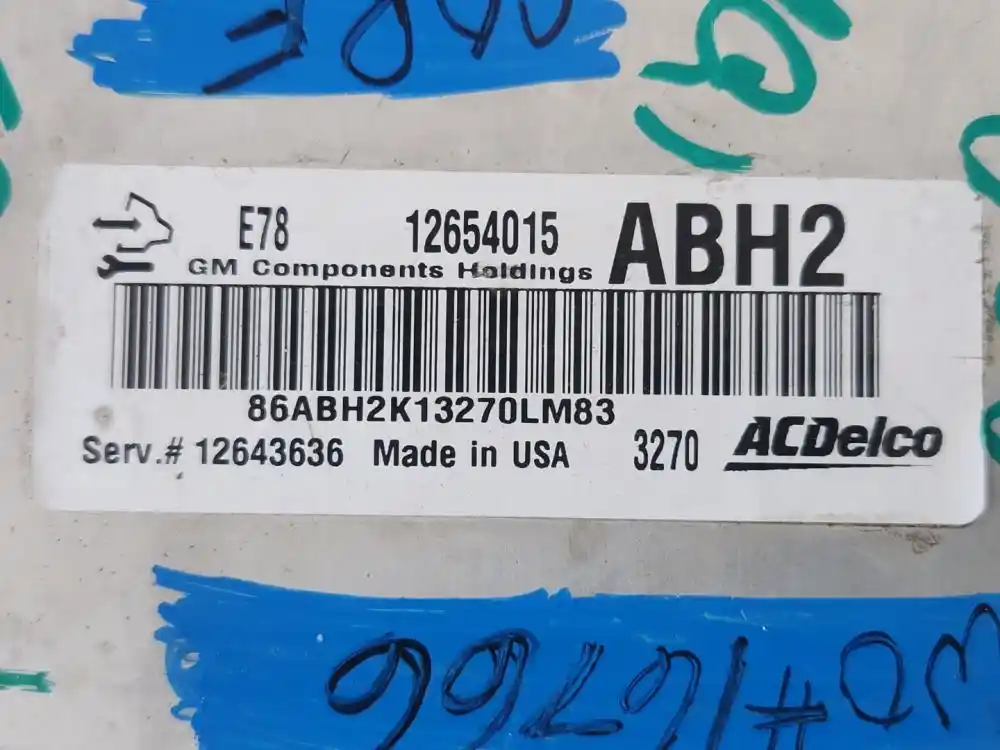 E78 12654015 ABH2
GM Components Holdings
86ABH2K13270LM83
Serv.# 12643636 Made in USA 3270 ACDelco